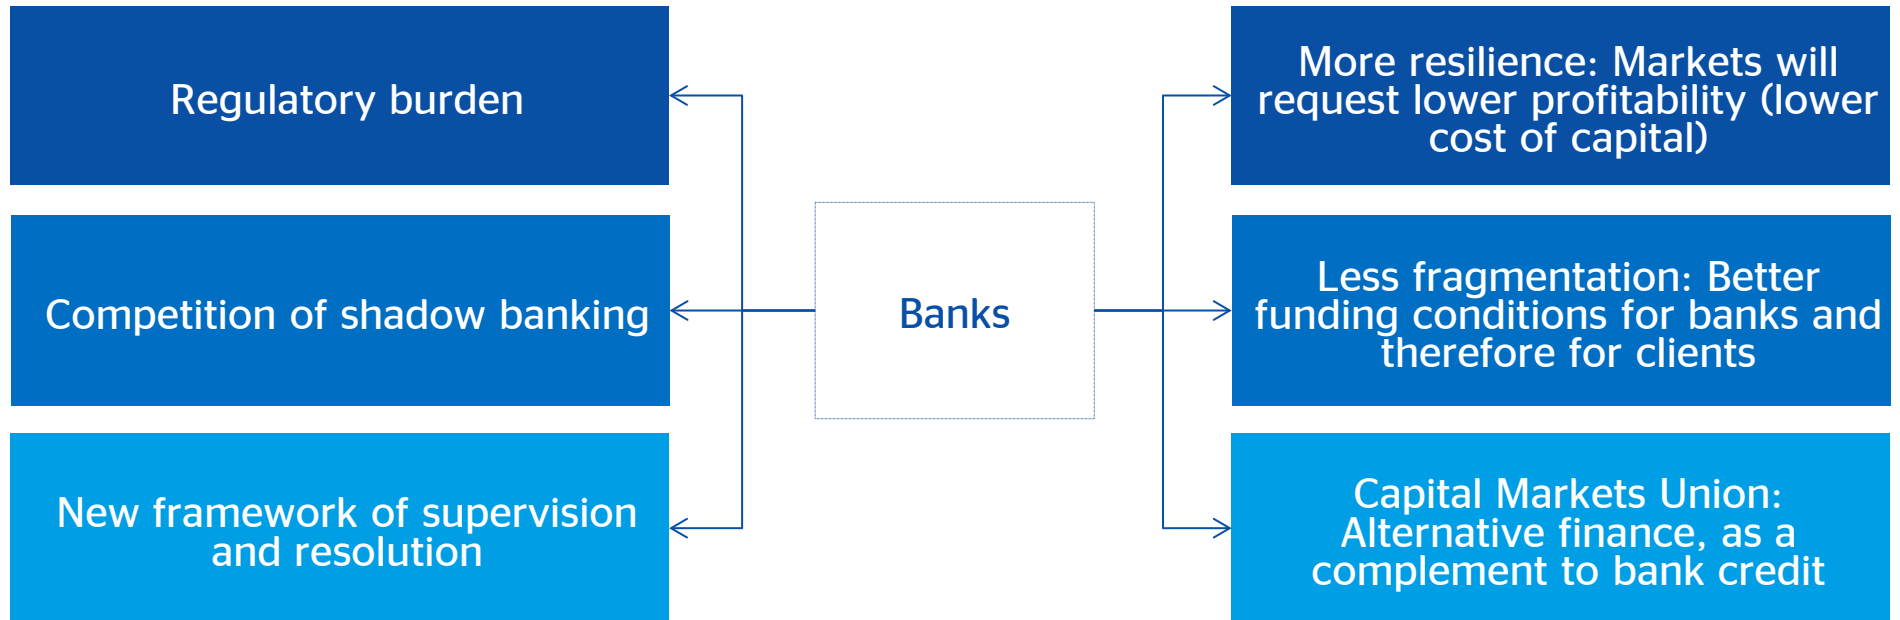 Regulatory burden
Competition of shadow banking
New framework of supervision
and resolution
Banks
More resilience: Markets will
request lower profitability (lower
cost of capital)
Less fragmentation: Better
funding conditions for banks and
therefore for clients
Capital Markets Union:
Alternative finance, as a
complement to bank credit